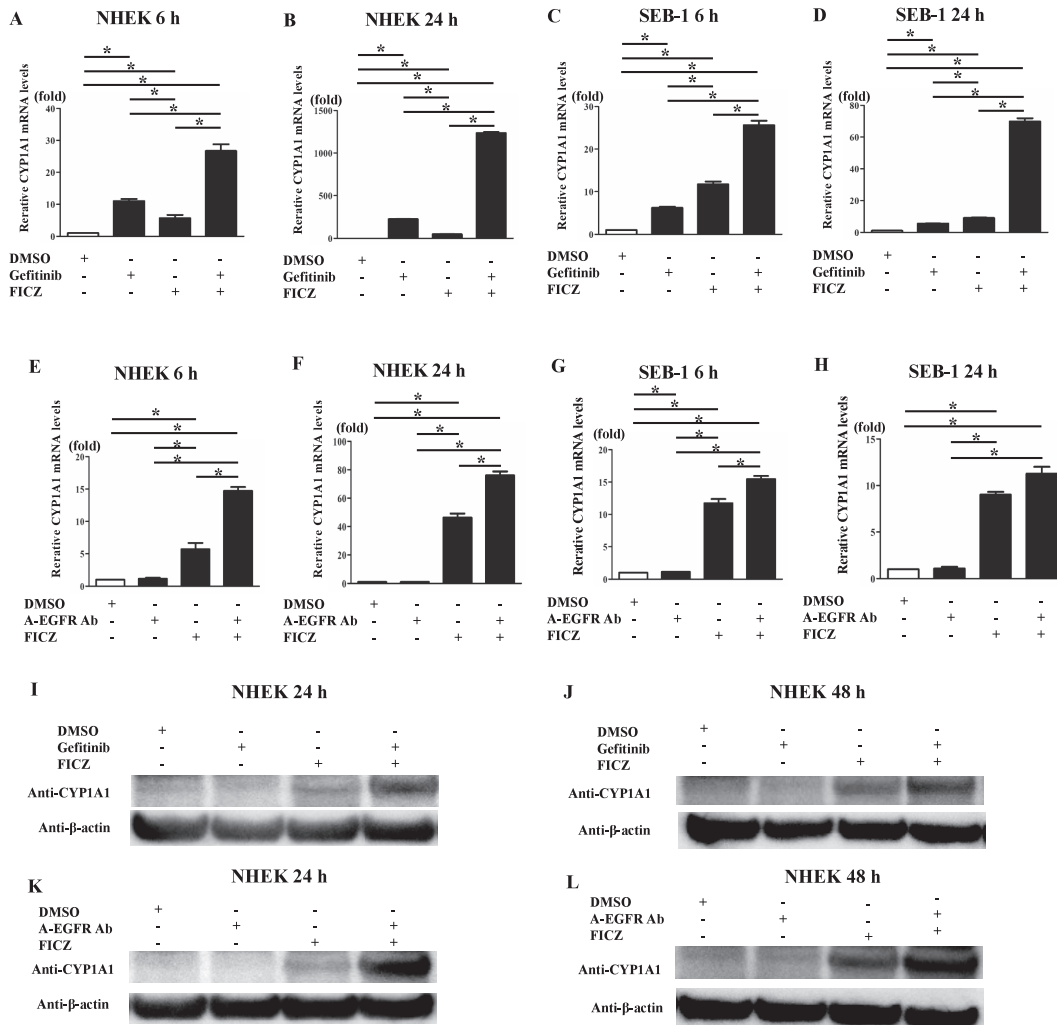 A
NHEK 6 h
Rerative CYP1A1 mRNA levels
(fold)
40
30
20
10
0
* * * * * *
DMSO + - - -
Gefitinib - + - +
FICZ - - + +
B
NHEK 24 h
Rerative CYP1A1 mRNA levels
(fold)
1500
1000
500
0
* * * * * *
DMSO + - - -
Gefitinib - + - +
FICZ - - + +
C
SEB-1 6 h
Rerative CYP1A1 mRNA levels
(fold)
30
20
10
0
* * * * * *
DMSO + - - -
Gefitinib - + - +
FICZ - - + +
D
SEB-1 24 h
Rerative CYP1A1 mRNA levels
(fold)
80
60
40
20
0
* * * * * *
DMSO + - - -
Gefitinib - + - +
FICZ - - + +
E
NHEK 6 h
Rerative CYP1A1 mRNA levels
(fold)
20
15
10
5
0
* * * * *
DMSO + - - -
A-EGFR Ab - + - +
FICZ - - + +
F
NHEK 24 h
Rerative CYP1A1 mRNA levels
(fold)
100
80
60
40
20
0
* * * * *
DMSO + - - -
A-EGFR Ab - + - +
FICZ - - + +
G
SEB-1 6 h
Rerative CYP1A1 mRNA levels
(fold)
20
15
10
5
0
* * * * * *
DMSO + - - -
A-EGFR Ab - + - +
FICZ - - + +
H
SEB-1 24 h
Rerative CYP1A1 mRNA levels
(fold)
15
10
5
0
* * * *
DMSO + - - -
A-EGFR Ab - + - +
FICZ - - + +
I
NHEK 24 h
DMSO + - - -
Gefitinib - + - +
FICZ - - + +
Anti-CYP1A1
Anti-β-actin
J
NHEK 48 h
DMSO + - - -
Gefitinib - + - +
FICZ - - + +
Anti-CYP1A1
Anti-β-actin
K
NHEK 24 h
DMSO + - - -
A-EGFR Ab - + - +
FICZ - - + +
Anti-CYP1A1
Anti-β-actin
L
NHEK 48 h
DMSO + - - -
A-EGFR Ab - + - +
FICZ - - + +
Anti-CYP1A1
Anti-β-actin